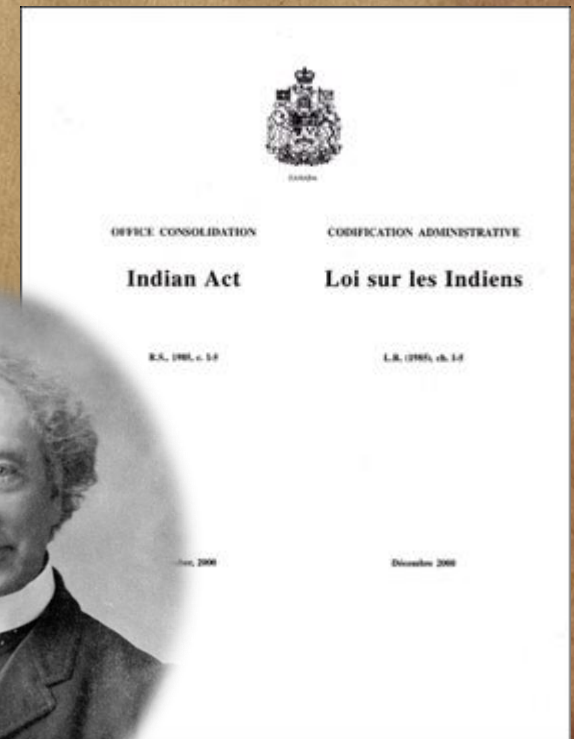 CANADA
OFFICE CONSOLIDATION
Indian Act
R.S., 1985, c. I-5
2000
CODIFICATION ADMINISTRATIVE
Loi sur les Indiens
L.R. (1985), ch. I-5
Décembre 2000